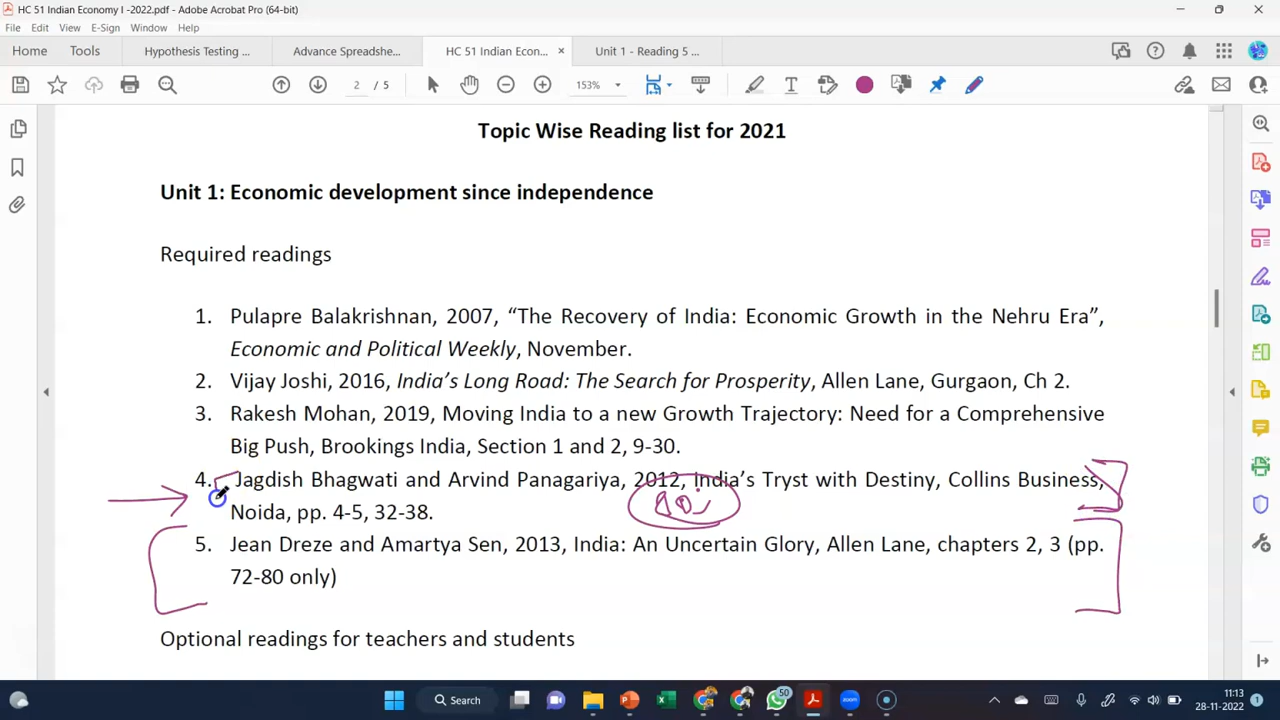 HC 51 Indian Economy I -2022.pdf - Adobe Acrobat Pro (64-bit)
File Edit View E-Sign Window Help
Home Tools Hypothesis Testing ... Advance Spreadshe... HC 51 Indian Econ... × Unit 1 - Reading 5 ...
2 / 5 153%
Topic Wise Reading list for 2021
Unit 1: Economic development since independence
Required readings
1. Pulapre Balakrishnan, 2007, “The Recovery of India: Economic Growth in the Nehru Era”,
Economic and Political Weekly, November.
2. Vijay Joshi, 2016, India’s Long Road: The Search for Prosperity, Allen Lane, Gurgaon, Ch 2.
3. Rakesh Mohan, 2019, Moving India to a new Growth Trajectory: Need for a Comprehensive
Big Push, Brookings India, Section 1 and 2, 9-30.
4. Jagdish Bhagwati and Arvind Panagariya, 2012, India’s Tryst with Destiny, Collins Business,
Noida, pp. 4-5, 32-38.
5. Jean Dreze and Amartya Sen, 2013, India: An Uncertain Glory, Allen Lane, chapters 2, 3 (pp.
72-80 only)
Optional readings for teachers and students
Search
50
11:13
28-11-2022